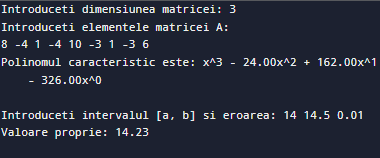 Introduceti dimensiunea matricei: 3
Introduceti elementele matricei A:
8 -4 1 -4 10 -3 1 -3 6
Polinomul caracteristic este: x^3 - 24.00x^2 + 162.00x^1
- 326.00x^0
Introduceti intervalul [a, b] si eroarea: 14 14.5 0.01
Valoare proprie: 14.23